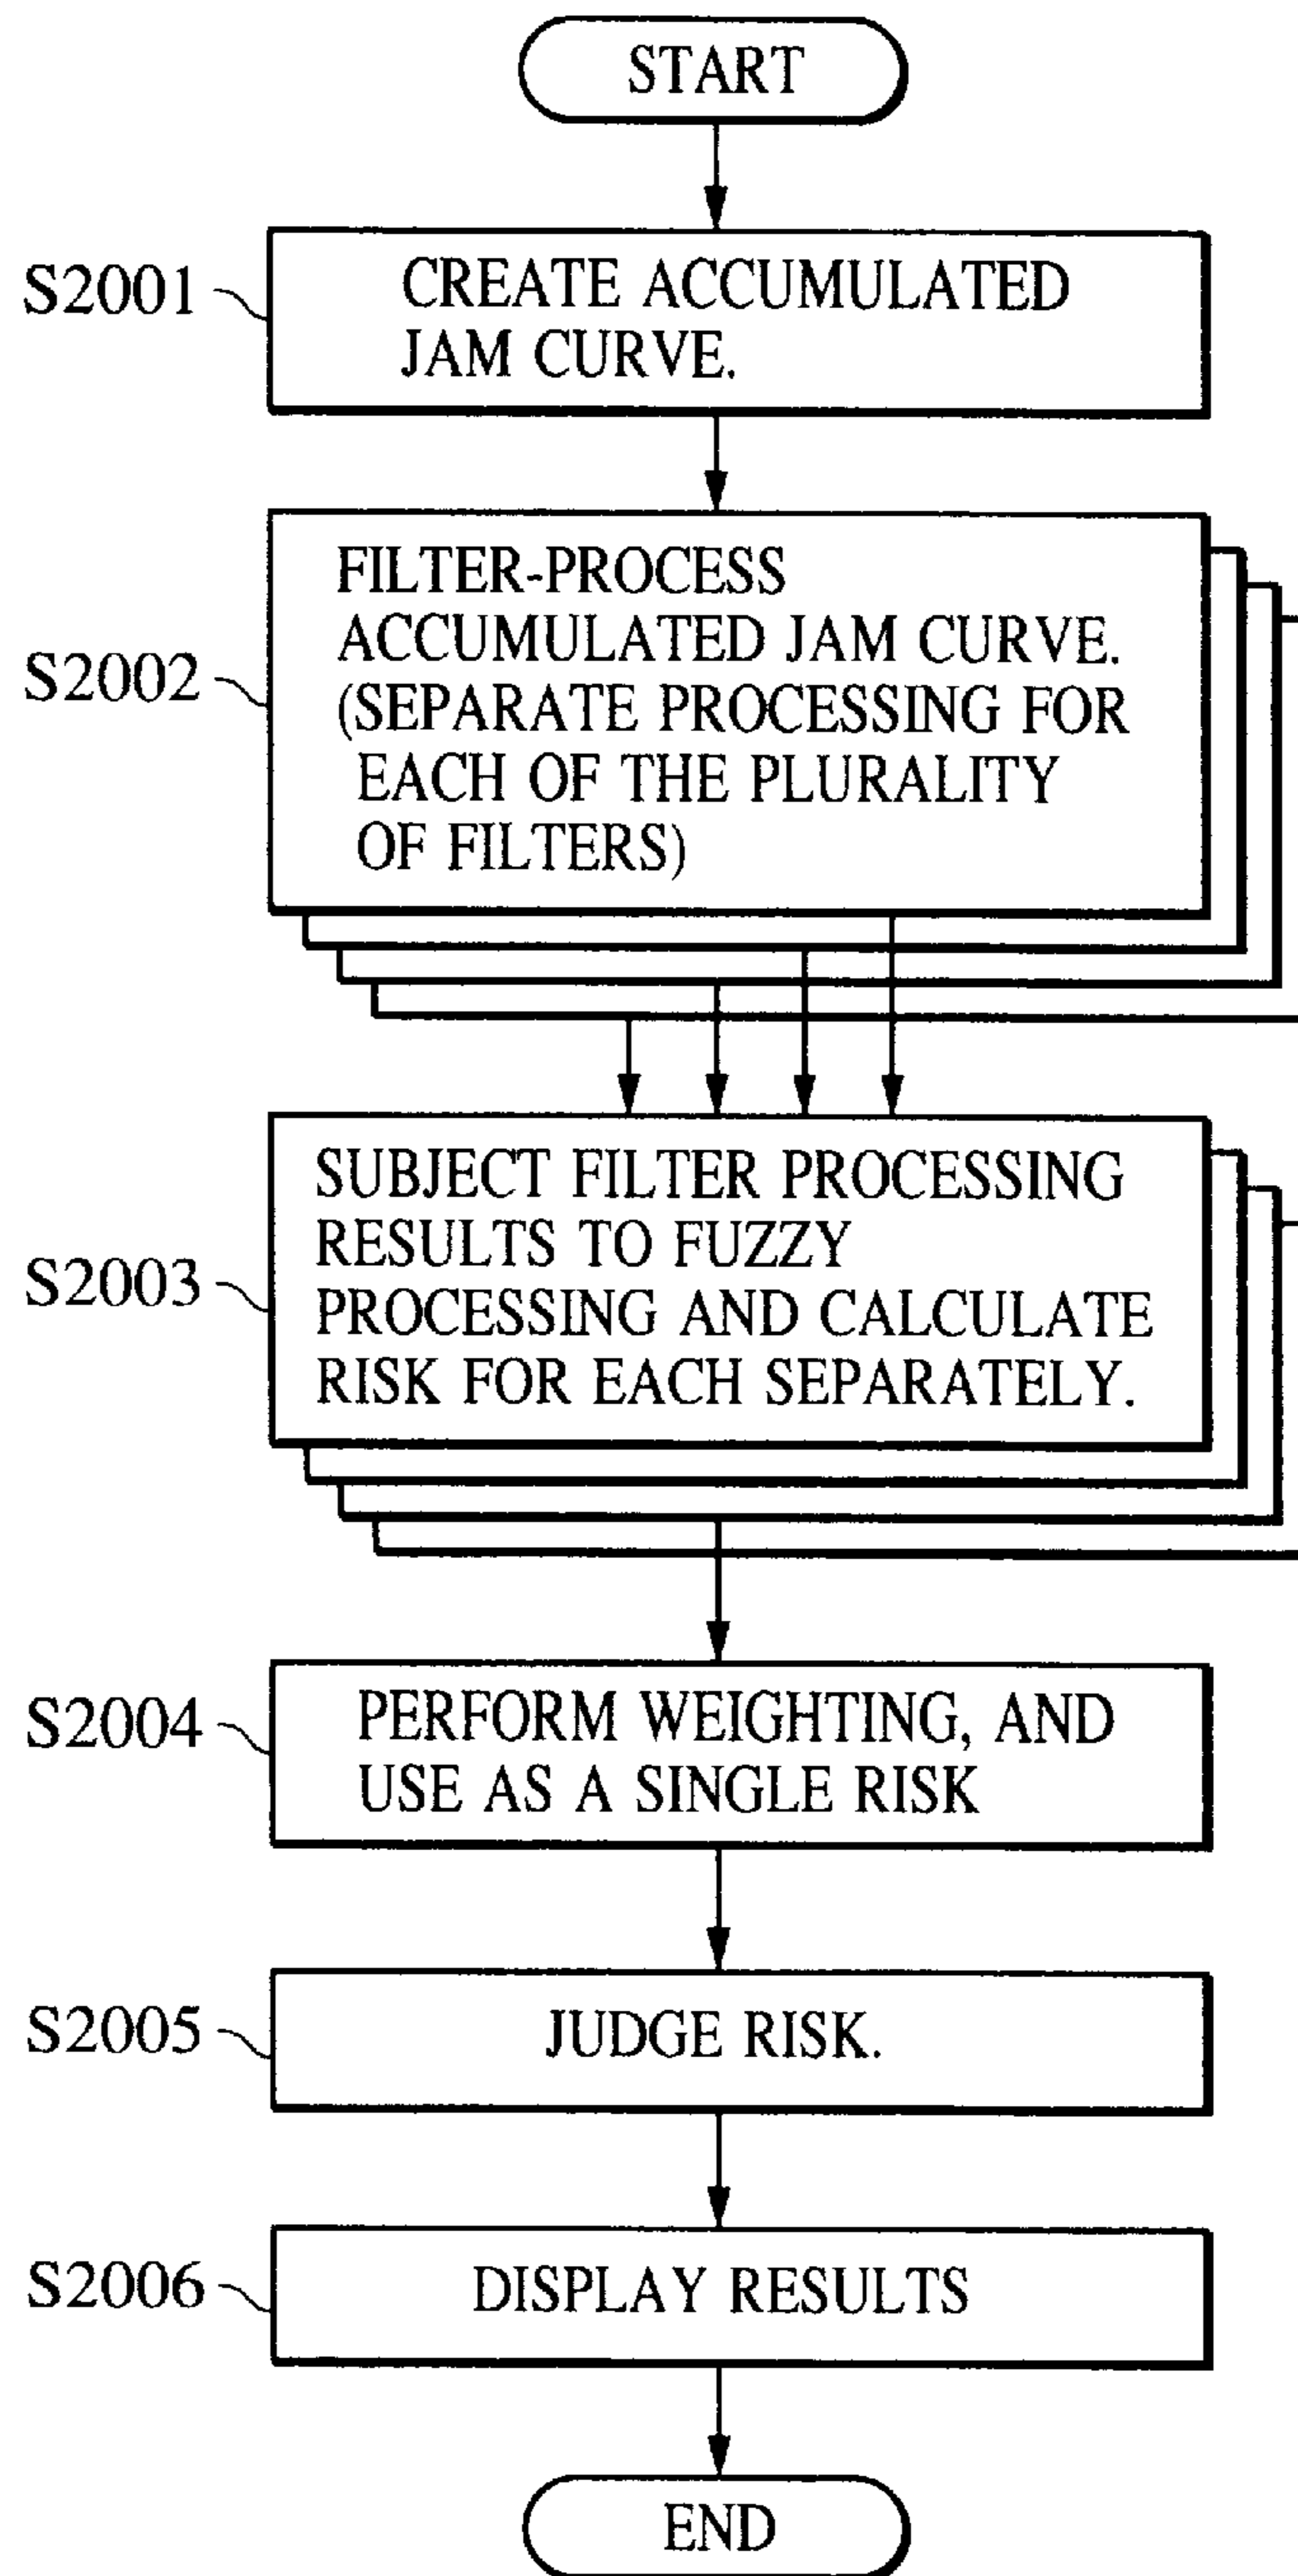 START
S2001
CREATE ACCUMULATED
JAM CURVE.
S2002
FILTER-PROCESS
ACCUMULATED JAM CURVE.
(SEPARATE PROCESSING FOR
EACH OF THE PLURALITY
OF FILTERS)
S2003
SUBJECT FILTER PROCESSING
RESULTS TO FUZZY
PROCESSING AND CALCULATE
RISK FOR EACH SEPARATELY.
S2004
PERFORM WEIGHTING, AND
USE AS A SINGLE RISK
S2005
JUDGE RISK.
S2006
DISPLAY RESULTS
END